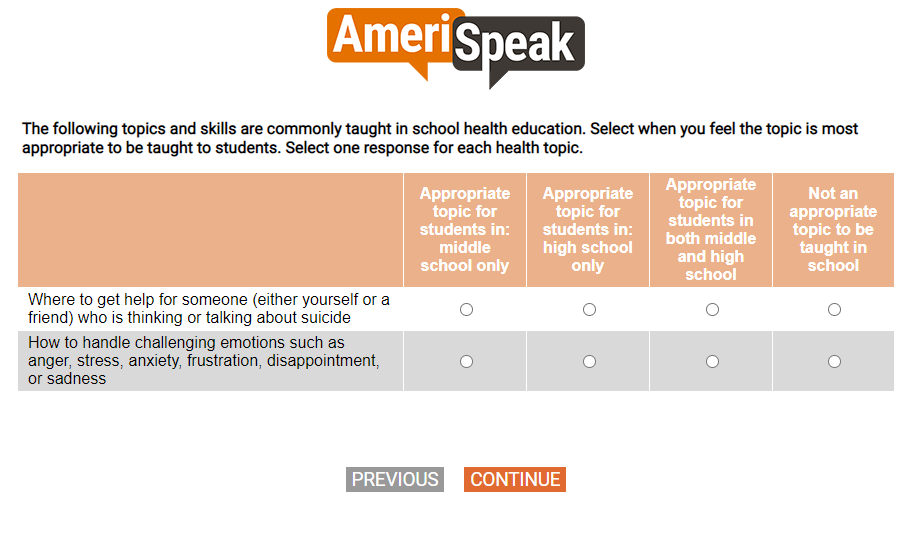 AmeriSpeak
The following topics and skills are commonly taught in school health education. Select when you feel the topic is most
appropriate to be taught to students. Select one response for each health topic.
Appropriate
topic for
students in:
middle
school only
Appropriate
topic for
students in:
high school
only
Appropriate
topic for
students in
both middle
and high
school
Not an
appropriate
topic to be
taught in
school
Where to get help for someone (either yourself or a
friend) who is thinking or talking about suicide
How to handle challenging emotions such as
anger, stress, anxiety, frustration, disappointment,
or sadness
PREVIOUS
CONTINUE